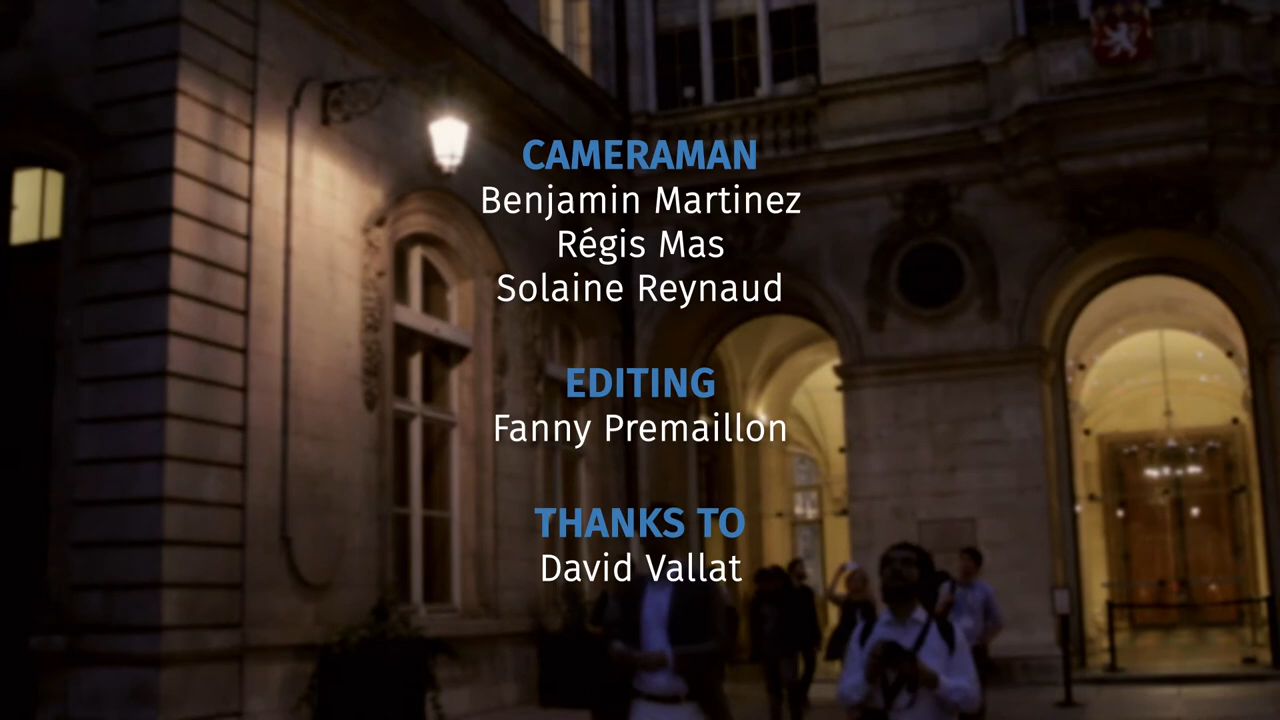 CAMERAMAN
Benjamin Martinez
Régis Mas
Solaine Reynaud
EDITING
Fanny Premaillon
THANKS TO
David Vallat